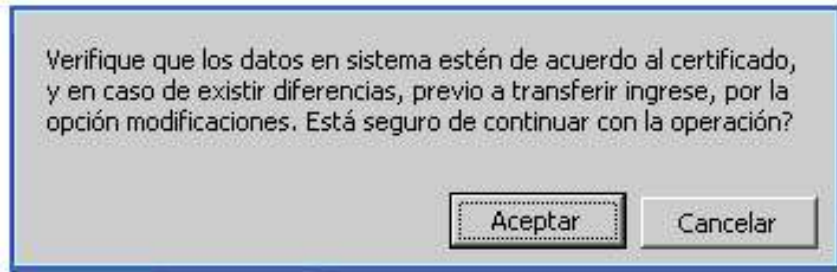 Verifique que los datos en sistema estén de acuerdo al certificado,
y en caso de existir diferencias, previo a transferir ingrese, por la
opción modificaciones. Está seguro de continuar con la operación?
Aceptar Cancelar